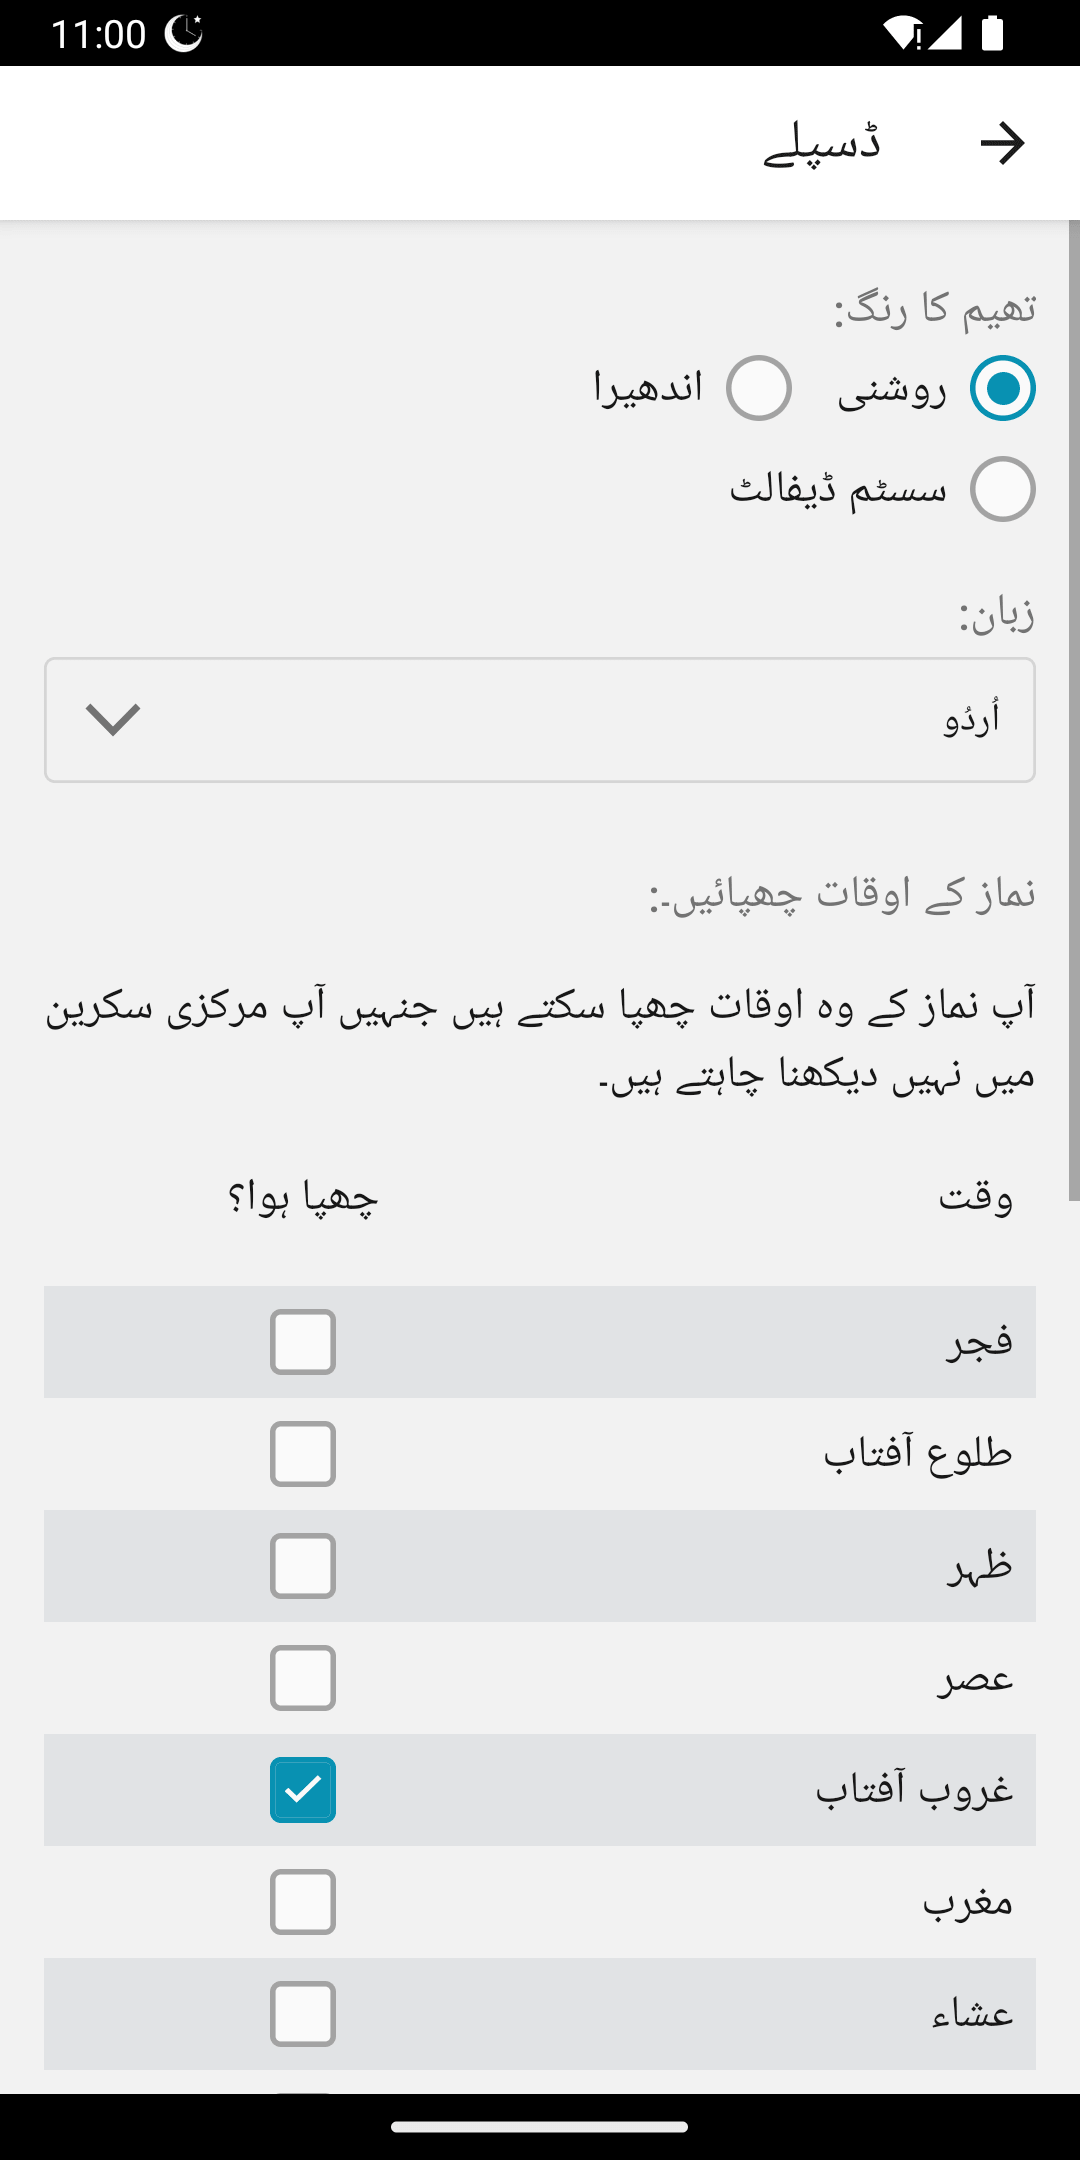 11:00
ڈسپلے
تھیم کا رنگ:
روشنی اندھیرا
سسٹم ڈیفالٹ
زبان:
اُردُو
نماز کے اوقات چھپائیں۔:
آپ نماز کے وہ اوقات چھپا سکتے ہیں جنہیں آپ مرکزی سکرین
میں نہیں دیکھنا چاہتے ہیں۔
وقت چھپا ہوا؟
فجر
طلوع آفتاب
ظہر
عصر
غروب آفتاب
مغرب
عشاء